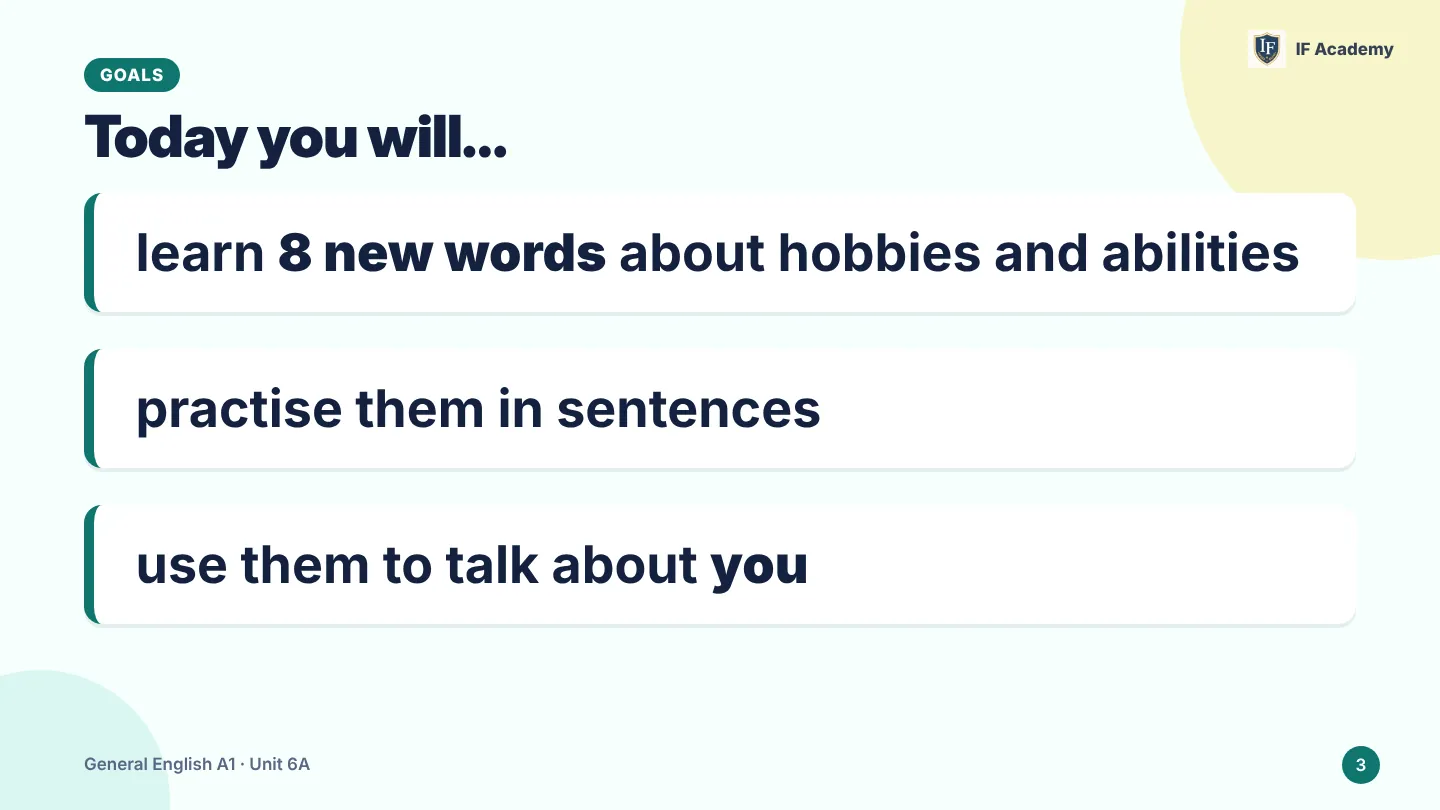 IF
IF Academy
GOALS
Today you will...
learn 8 new words about hobbies and abilities
practise them in sentences
use them to talk about you
General English A1 · Unit 6A
3